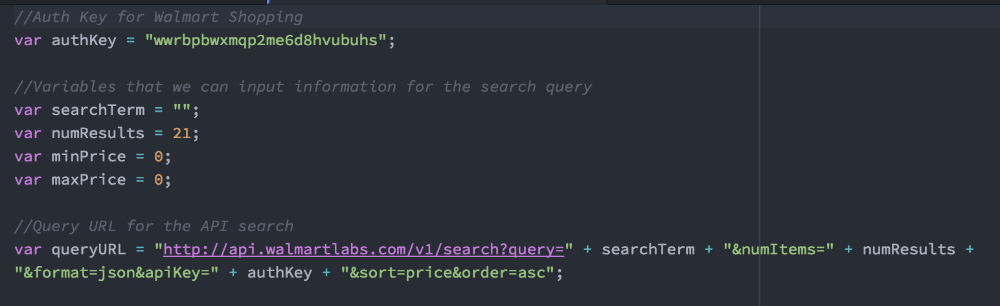 //Auth Key for Walmart Shopping
var authKey = "wwrbpbwxmqp2me6d8hvubuhs";
//Variables that we can input information for the search query
var searchTerm = "";
var numResults = 21;
var minPrice = 0;
var maxPrice = 0;
//Query URL for the API search
var queryURL = "http://api.walmartlabs.com/v1/search?query=" + searchTerm + "&numItems=" + numResults +
"&format=json&apiKey=" + authKey + "&sort=price&order=asc";